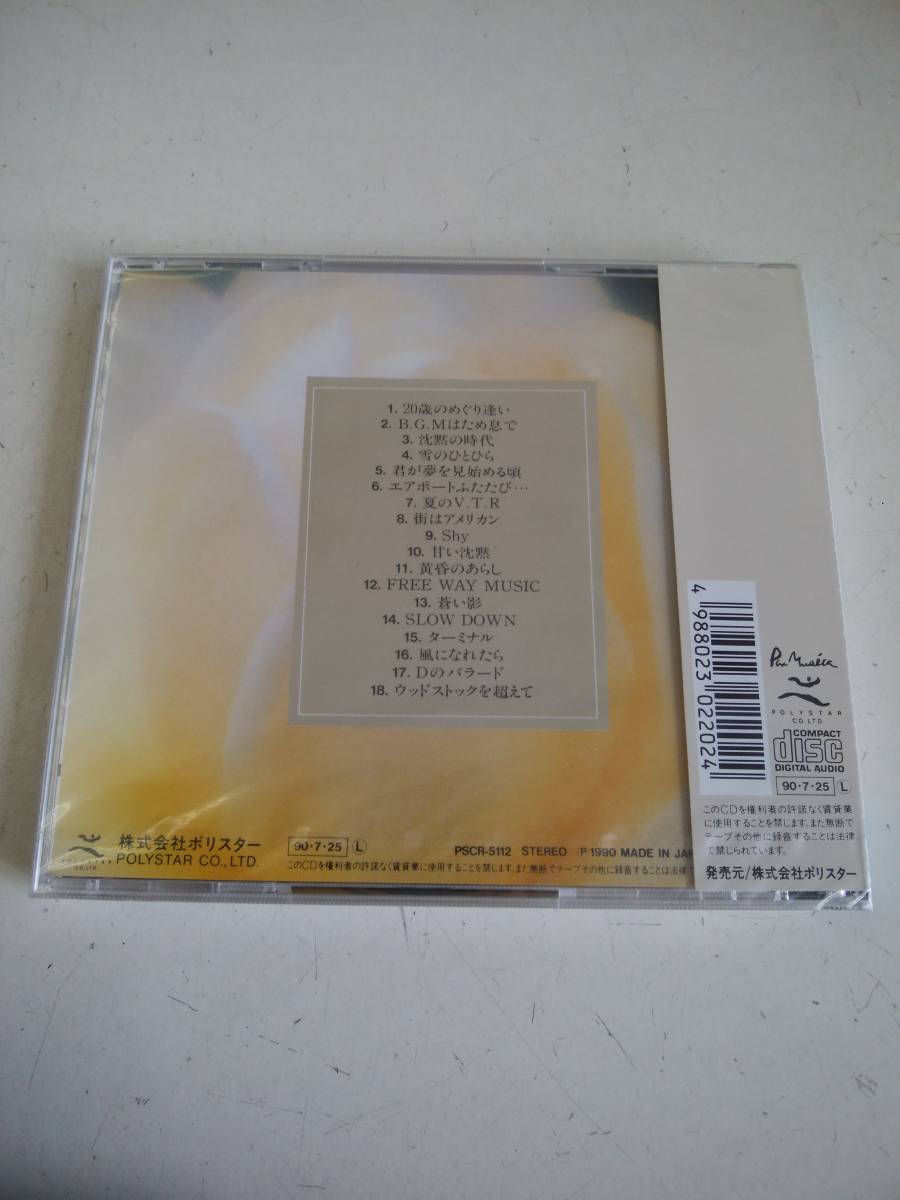 1. 20歳のめぐり逢い
2. B.G.Mはため息で
3. 沈黙の時代
4. 雪のひとひら
5. 君が夢を見始める頃
6. エアポートふたたび…
7. 夏のV.T.R
8. 街はアメリカン
9. Shy
10. 甘い沈黙
11. 黄昏のあらし
12. FREE WAY MUSIC
13. 蒼い影
14. SLOW DOWN
15. ターミナル
16. 風になれたら
17. Dのバラード
18. ウッドストックを超えて
株式会社ポリスター
POLYSTAR CO., LTD.
90・7・25 L
PSCR-5112 STEREO P 1990 MADE IN JAP
このCDを権利者の許諾なく賃貸業に使用することを禁じます。また無断でテープその他に録音することは法律で
4 988023 022024
Pan Musica
POLYSTAR
CO.LTD.
COMPACT
disc
DIGITAL AUDIO
90・7・25 L
このCDを権利者の許諾なく賃貸業
に使用することを禁じます。また無断で
テープその他に録音することは法律
で禁じられています。
発売元/株式会社ポリスター